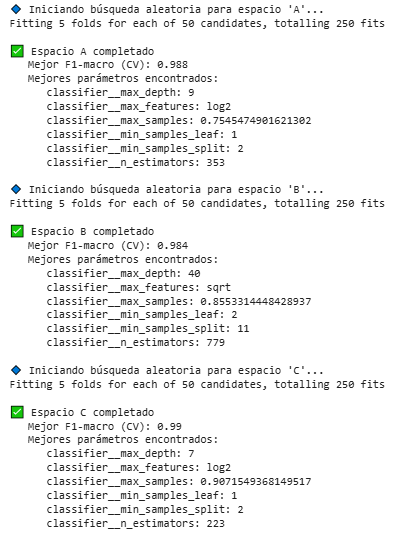 🔷 Iniciando búsqueda aleatoria para espacio 'A'...
Fitting 5 folds for each of 50 candidates, totalling 250 fits
✅ Espacio A completado
Mejor F1-macro (CV): 0.988
Mejores parámetros encontrados:
classifier__max_depth: 9
classifier__max_features: log2
classifier__max_samples: 0.7545474901621302
classifier__min_samples_leaf: 1
classifier__min_samples_split: 2
classifier__n_estimators: 353
🔷 Iniciando búsqueda aleatoria para espacio 'B'...
Fitting 5 folds for each of 50 candidates, totalling 250 fits
✅ Espacio B completado
Mejor F1-macro (CV): 0.984
Mejores parámetros encontrados:
classifier__max_depth: 40
classifier__max_features: sqrt
classifier__max_samples: 0.8553314448428937
classifier__min_samples_leaf: 2
classifier__min_samples_split: 11
classifier__n_estimators: 779
🔷 Iniciando búsqueda aleatoria para espacio 'C'...
Fitting 5 folds for each of 50 candidates, totalling 250 fits
✅ Espacio C completado
Mejor F1-macro (CV): 0.99
Mejores parámetros encontrados:
classifier__max_depth: 7
classifier__max_features: log2
classifier__max_samples: 0.9071549368149517
classifier__min_samples_leaf: 1
classifier__min_samples_split: 2
classifier__n_estimators: 223